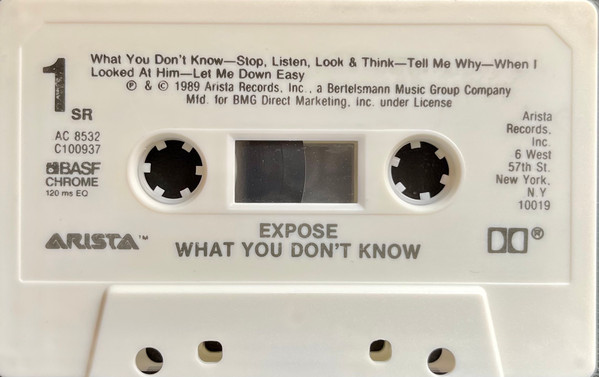 1
SR
What You Don't Know—Stop, Listen, Look & Think—Tell Me Why—When I
Looked At Him—Let Me Down Easy
℗ & © 1989 Arista Records, Inc., a Bertelsmann Music Group Company
Mfd. for BMG Direct Marketing, Inc. under License
AC 8532
C100937
BASF
CHROME
120 ms EQ
Arista
Records,
Inc.
6 West
57th St.
New York,
N.Y
10019
ARISTA™
EXPOSE
WHAT YOU DON'T KNOW
®